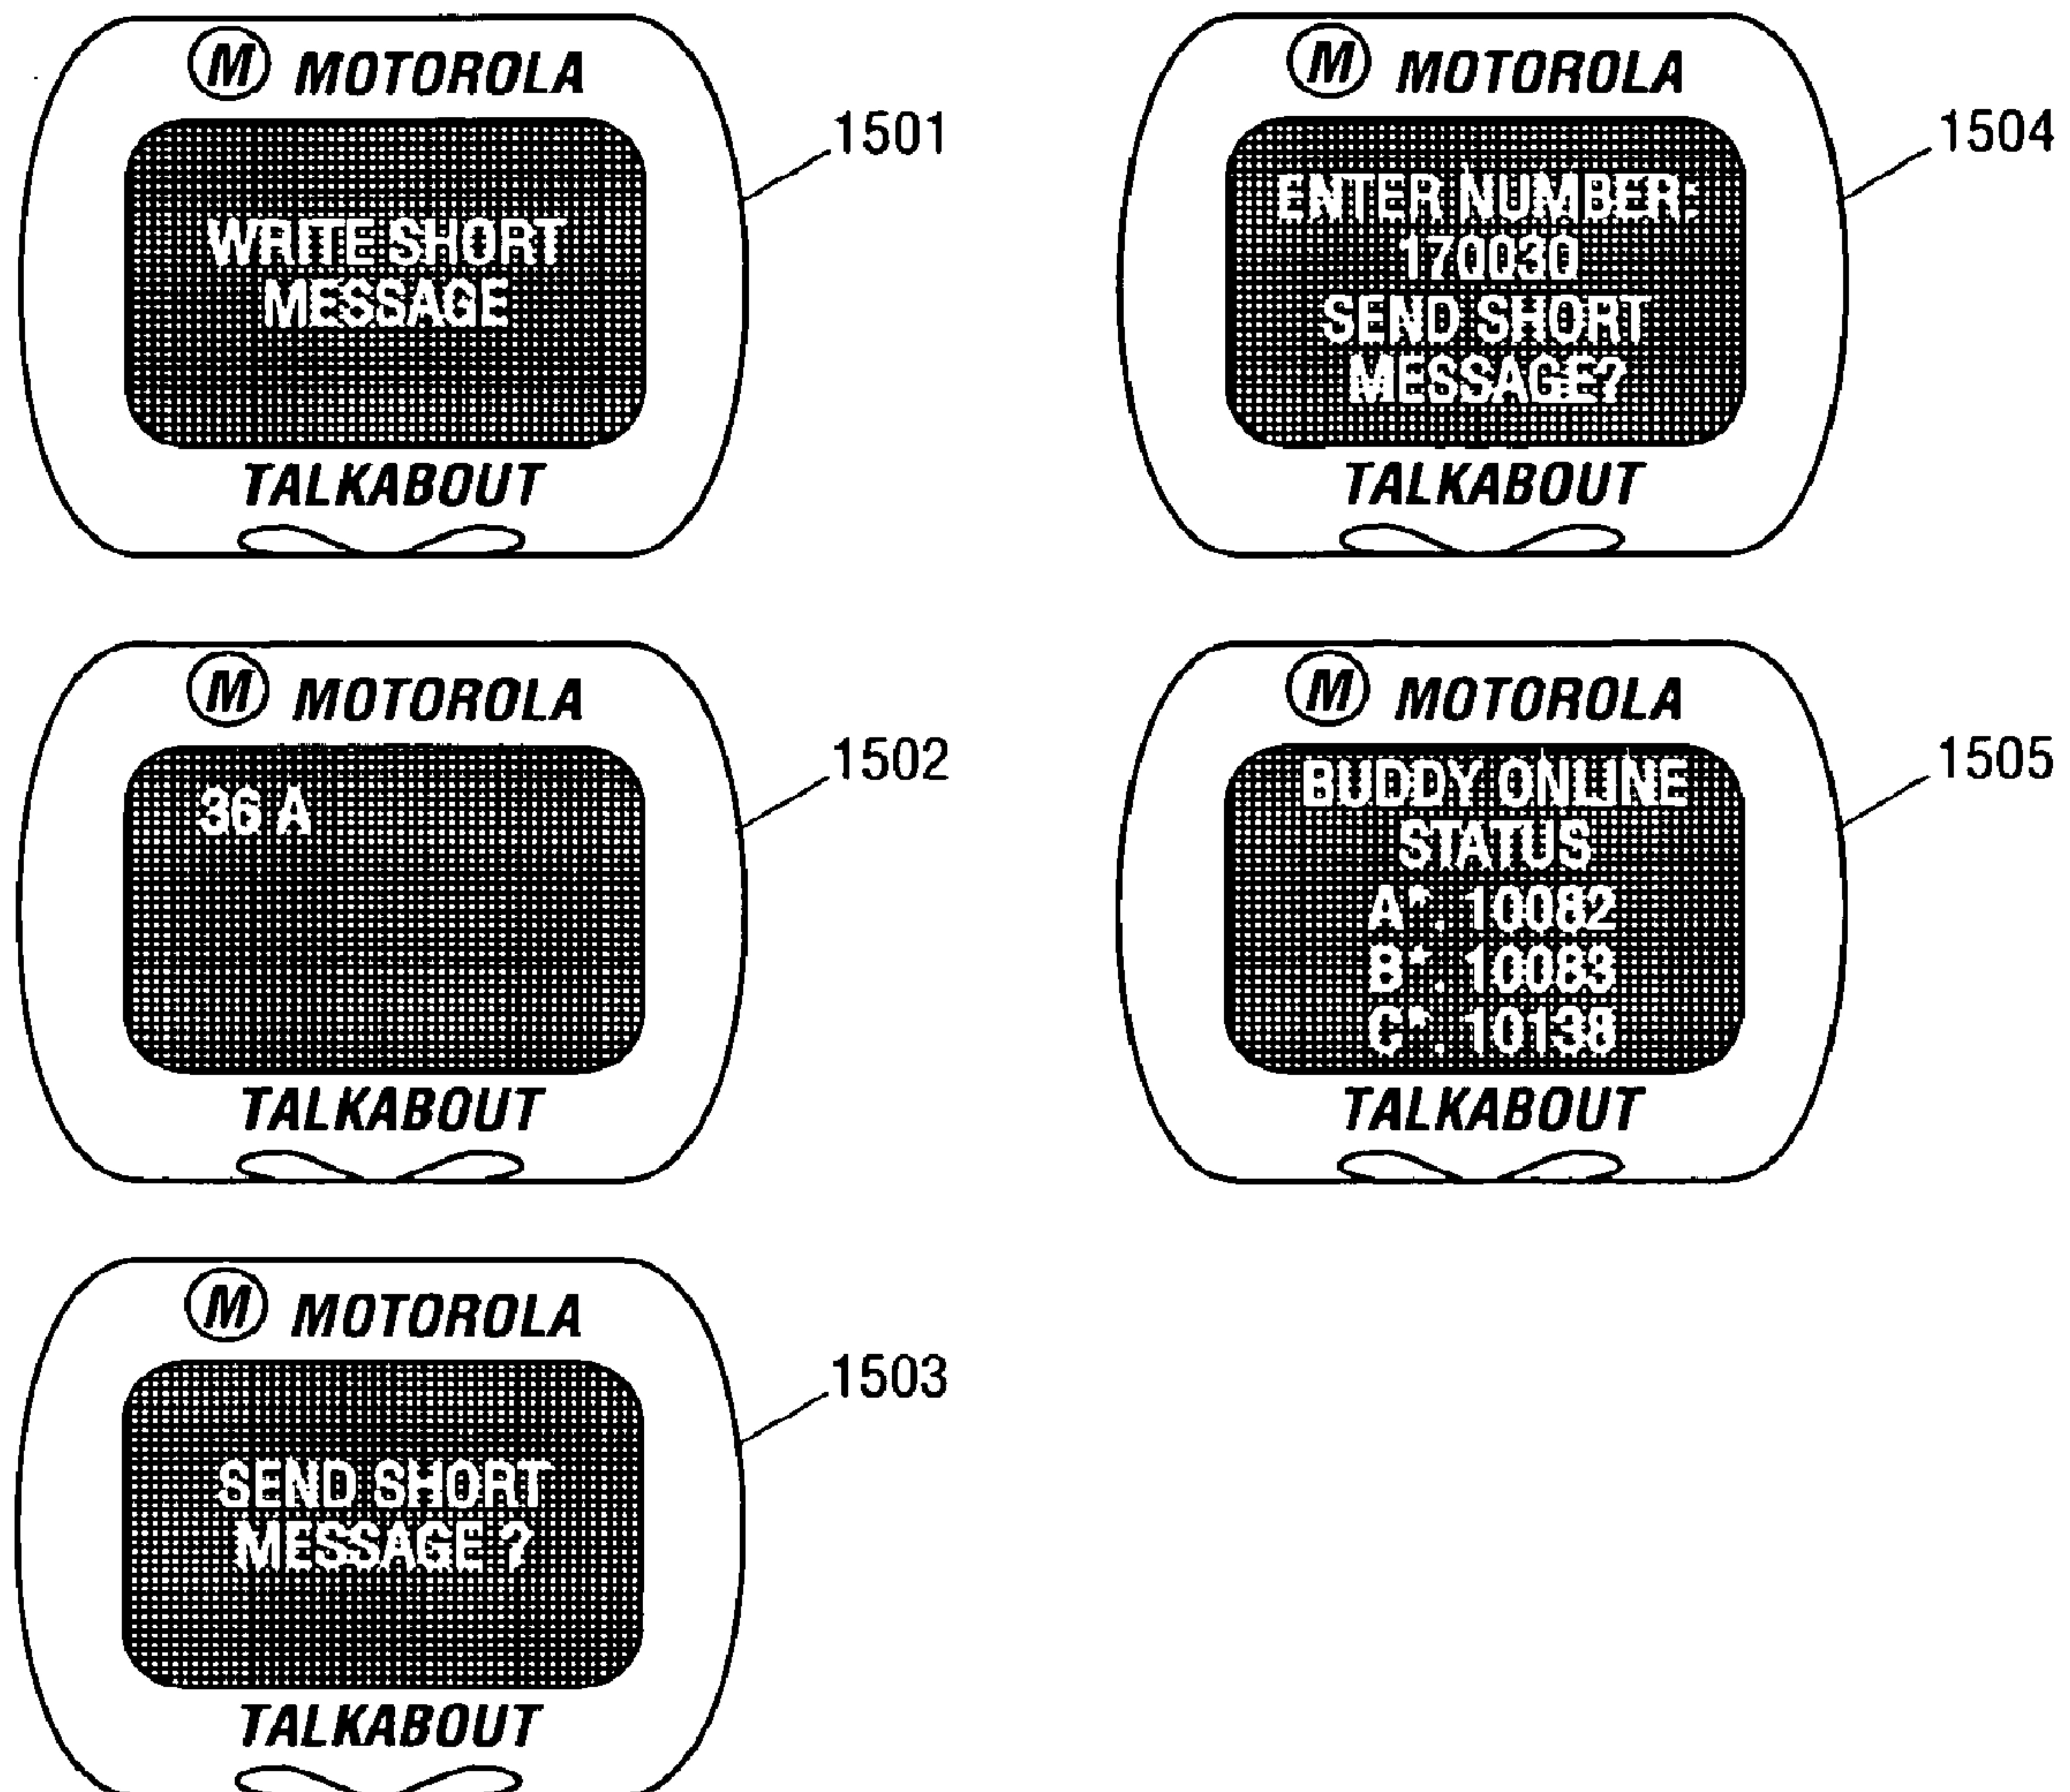 M MOTOROLA
WRITE SHORT
MESSAGE
TALKABOUT
1501
M MOTOROLA
36 A
TALKABOUT
1502
M MOTOROLA
SEND SHORT
MESSAGE ?
TALKABOUT
1503
M MOTOROLA
ENTER NUMBER:
170030
SEND SHORT
MESSAGE?
TALKABOUT
1504
M MOTOROLA
BUDDY ONLINE
STATUS
A*. 10082
B*. 10083
C*. 10138
TALKABOUT
1505